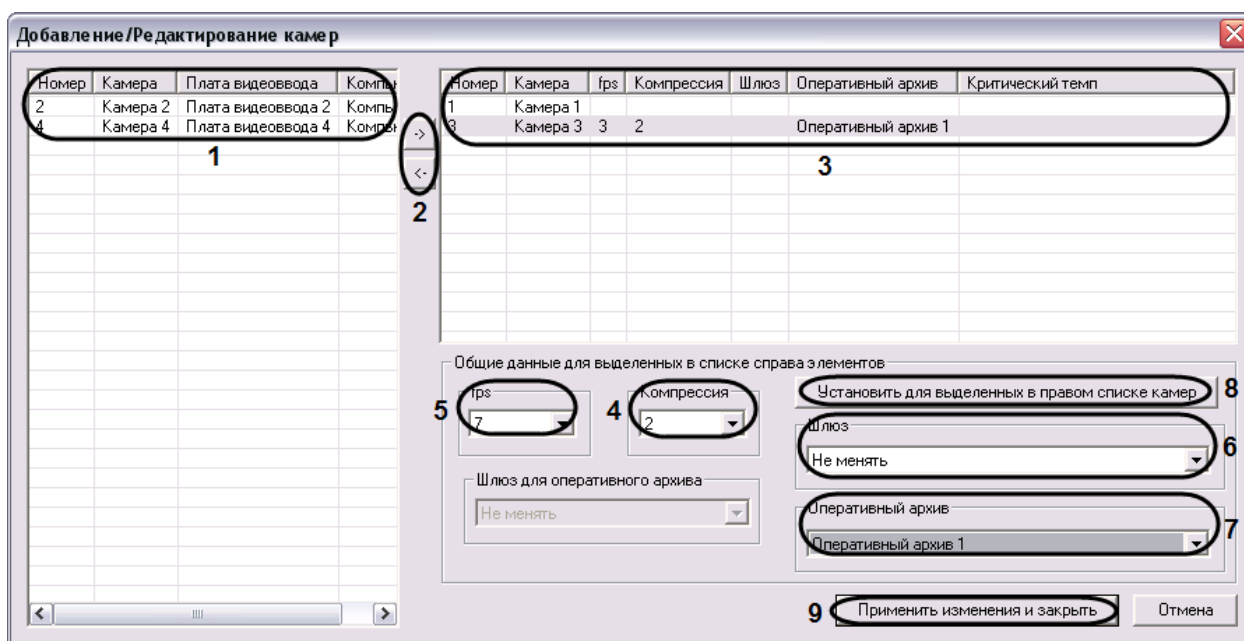 Добавление/Редактирование камер
Номер Камера Плата видеоввода Компь
2 Камера 2 Плата видеоввода 2 Компь
4 Камера 4 Плата видеоввода 4 Компь
1
->
<-
2
Номер Камера fps Компрессия Шлюз Оперативный архив Критический темп
1 Камера 1
3 Камера 3 3 2 Оперативный архив 1
3
Общие данные для выделенных в списке справа элементов
5 fps
7
4 Компрессия
2
Установить для выделенных в правом списке камер 8
Шлюз
Не менять
6
Шлюз для оперативного архива
Не менять
Оперативный архив
Оперативный архив 1
7
9 Применить изменения и закрыть Отмена